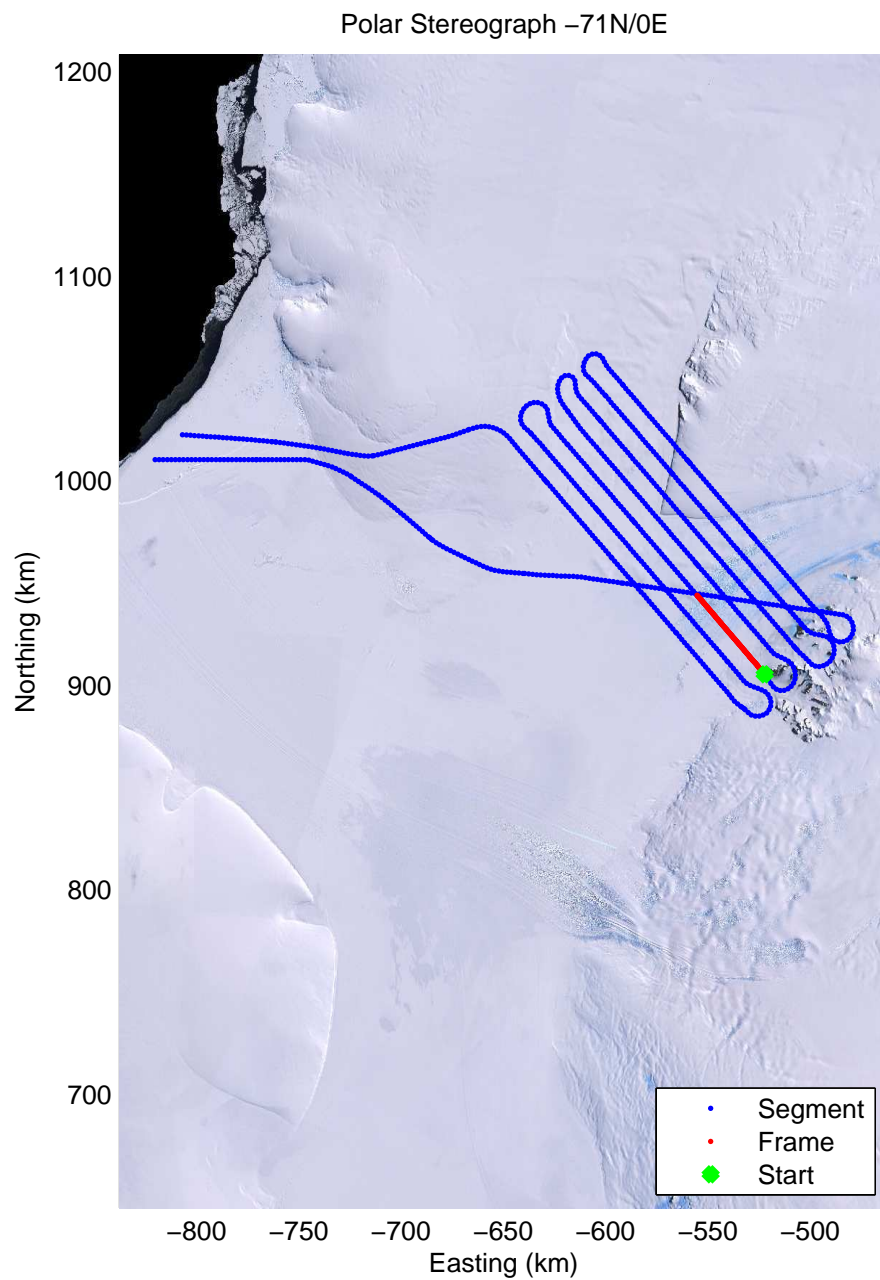 Polar Stereograph −71N/0E
1200
1100
1000
900
800
700
Northing (km)
−800 −750 −700 −650 −600 −550 −500
Easting (km)
Segment
Frame
Start